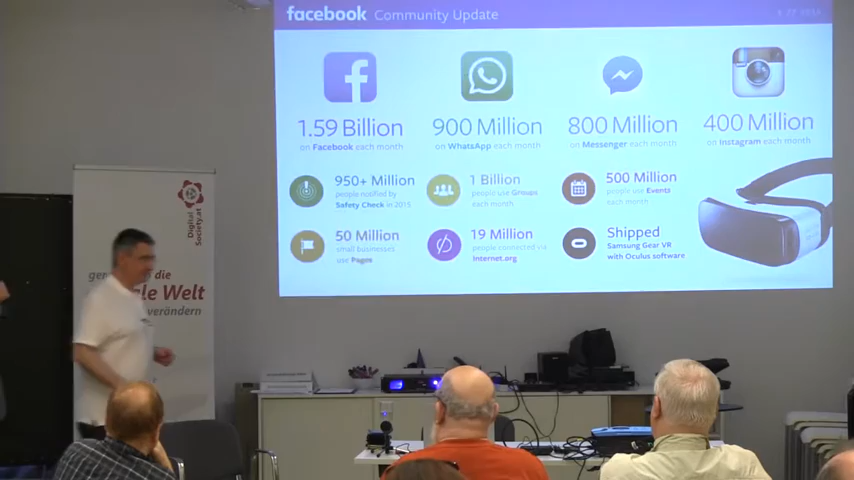 facebook Community Update
1.59 Billion
on Facebook each month
900 Million
on WhatsApp each month
800 Million
on Messenger each month
400 Million
on Instagram each month
950+ Million
people notified by
Safety Check in 2015
1 Billion
people use Groups
each month
500 Million
people use Events
each month
50 Million
small businesses
use Pages
19 Million
people connected via
Internet.org
Shipped
Samsung Gear VR
with Oculus software
Digital
Society.at
die
le Welt
verändern